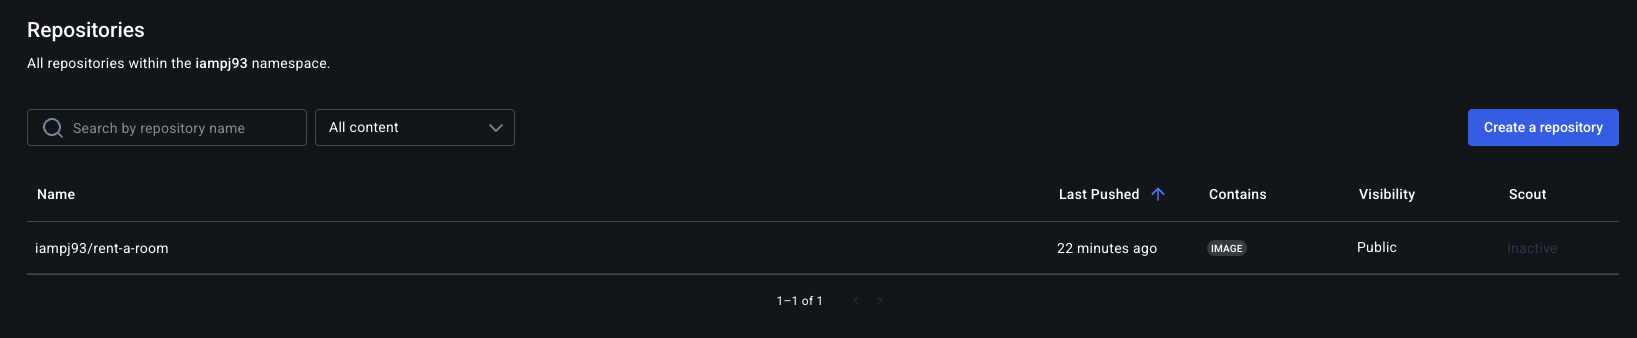 Repositories
All repositories within the iampj93 namespace.
Search by repository name
All content
Create a repository
Name Last Pushed Contains Visibility Scout
iampj93/rent-a-room 22 minutes ago IMAGE Public Inactive
1–1 of 1